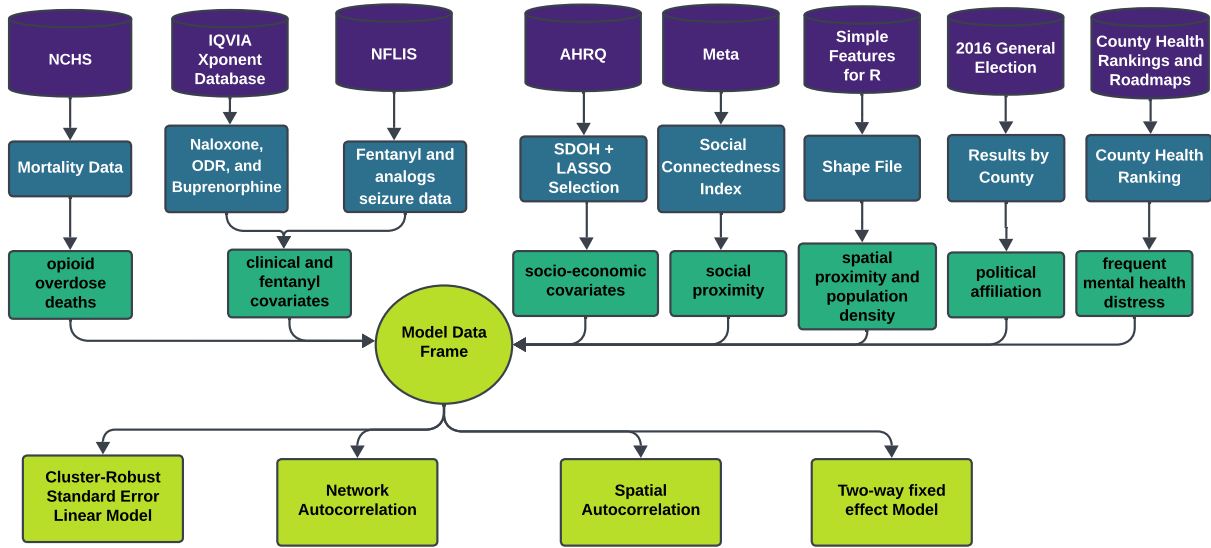 NCHS
IQVIA
Xponent
Database
NFLIS
AHRQ
Meta
Simple
Features
for R
2016 General
Election
County Health
Rankings and
Roadmaps
Mortality Data
Naloxone,
ODR, and
Buprenorphine
Fentanyl and
analogs
seizure data
SDOH +
LASSO
Selection
Social
Connectedness
Index
Shape File
Results by
County
County Health
Ranking
opioid
overdose
deaths
clinical and
fentanyl
covariates
socio-economic
covariates
social
proximity
spatial
proximity and
population
density
political
affiliation
frequent
mental health
distress
Model Data
Frame
Cluster-Robust
Standard Error
Linear Model
Network
Autocorrelation
Spatial
Autocorrelation
Two-way fixed
effect Model